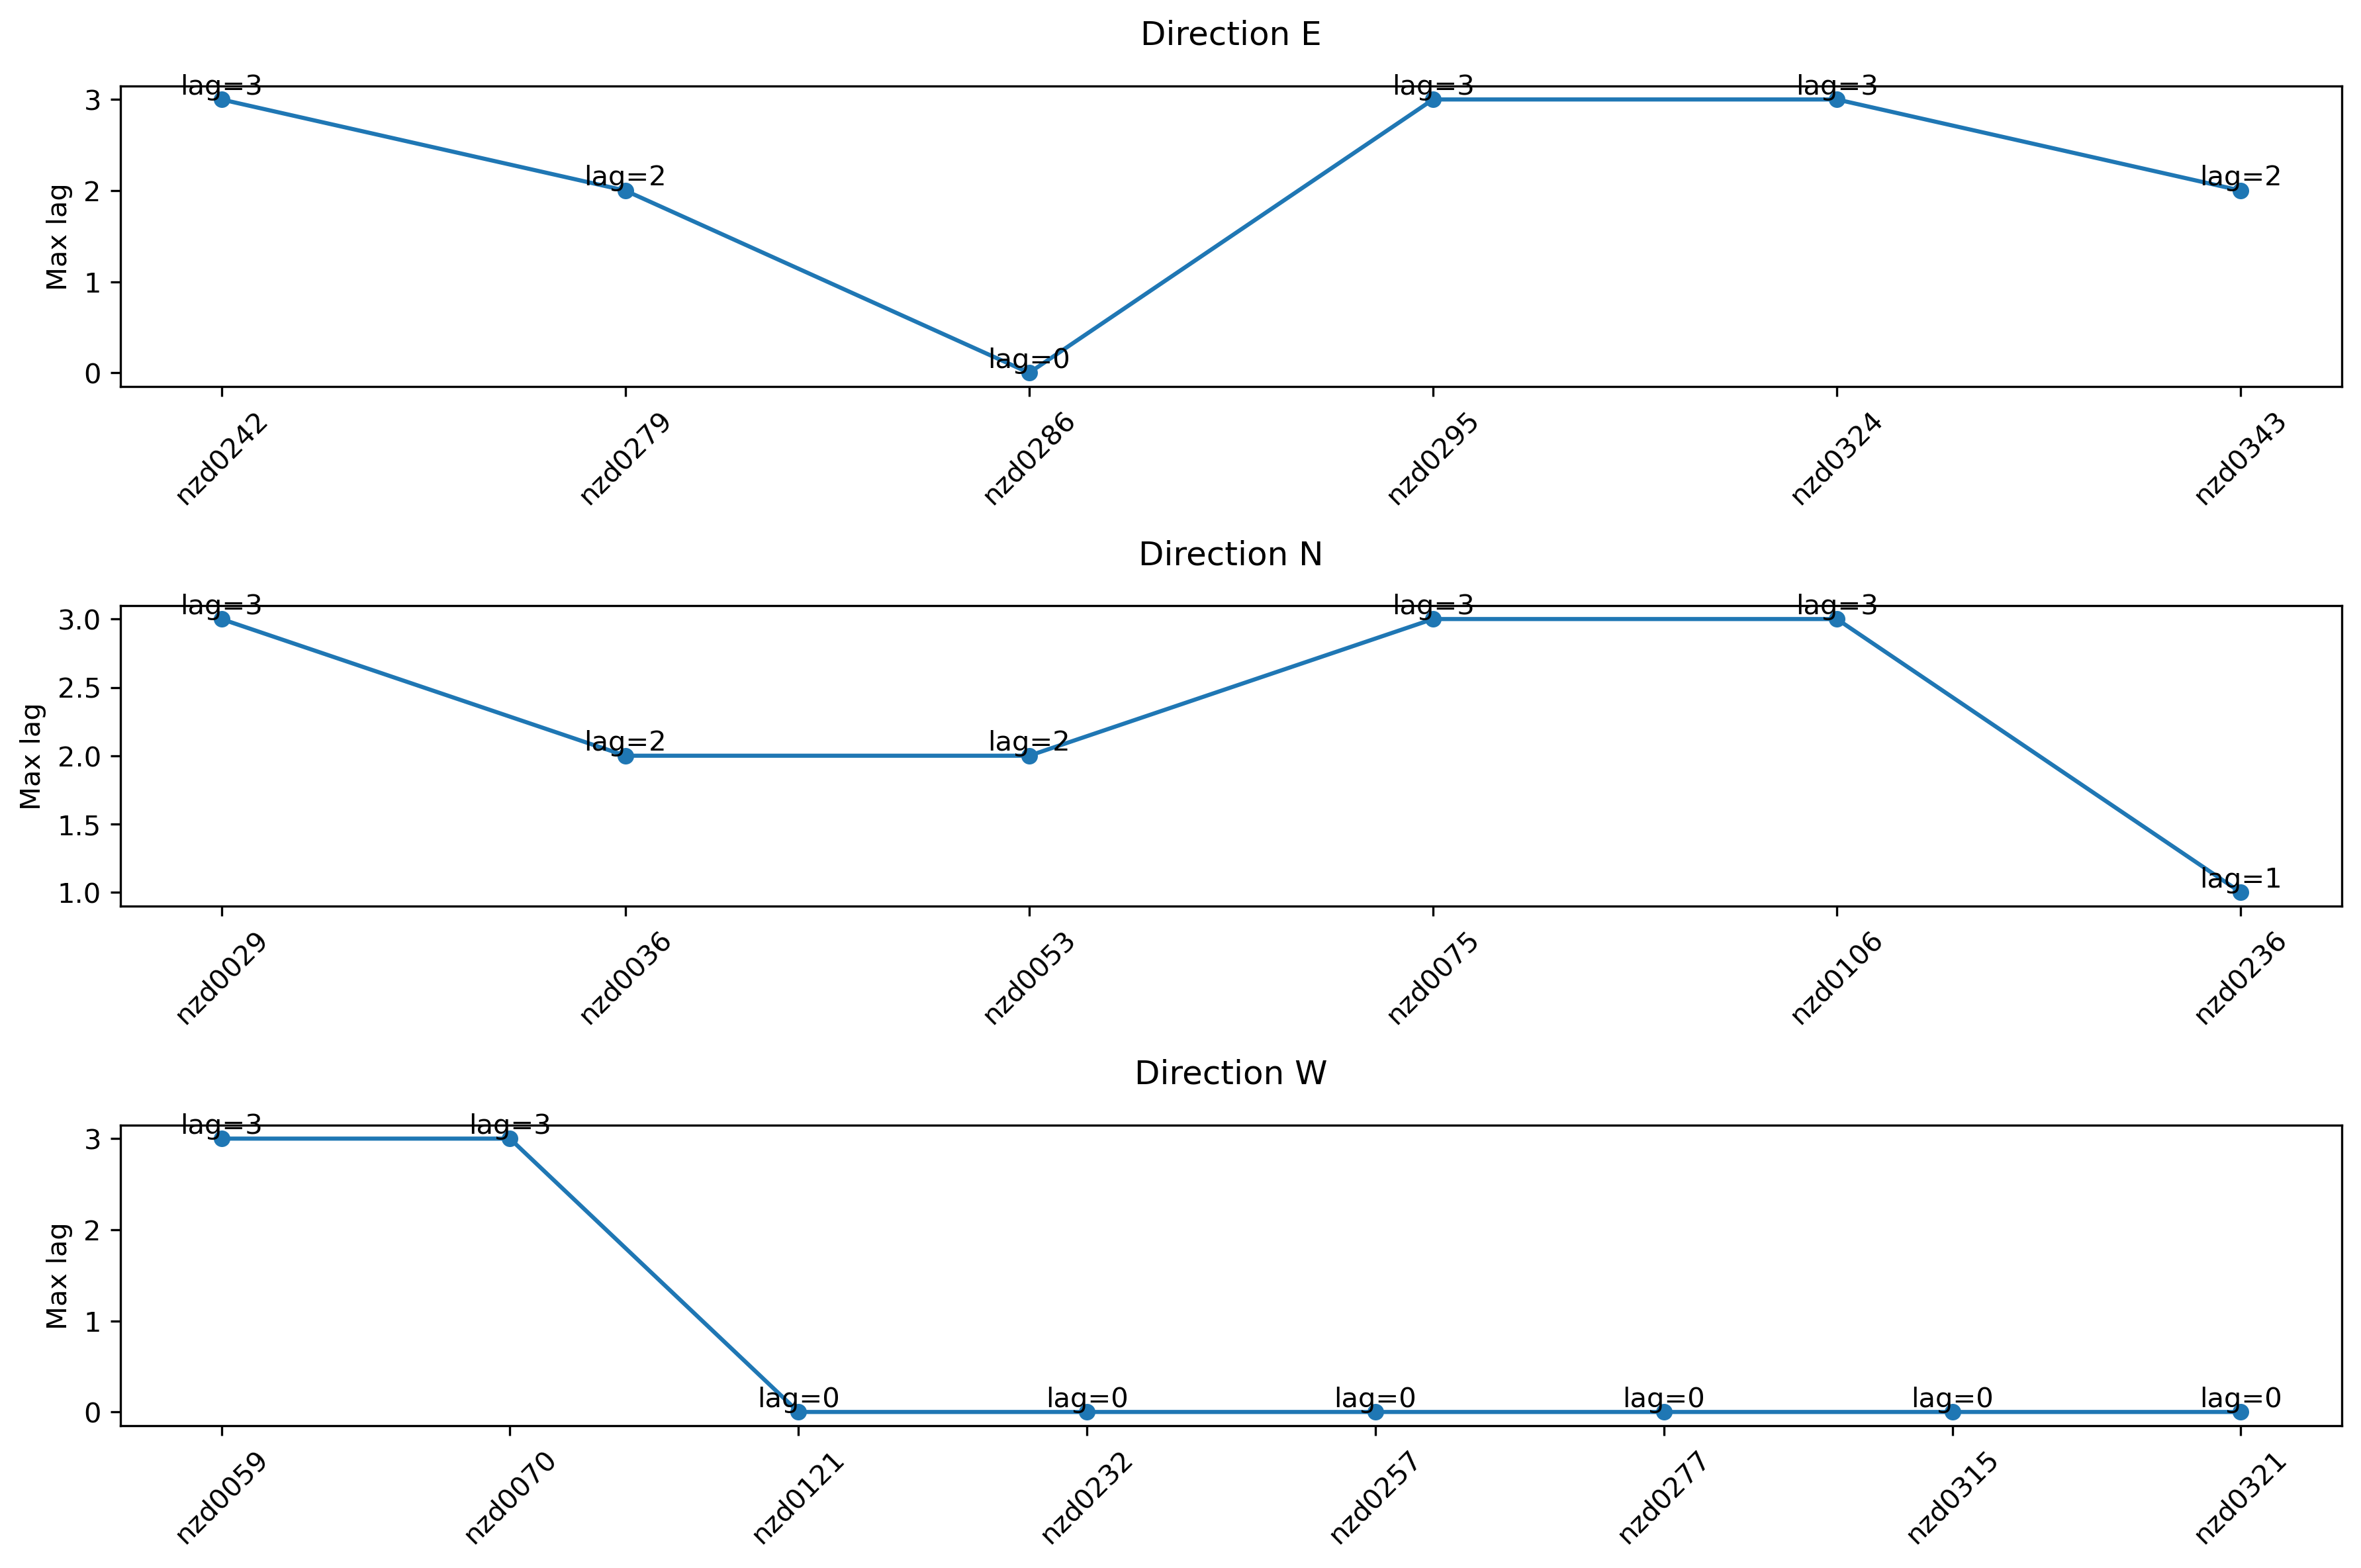 Direction E
Max lag
3
2
1
0
lag=3
lag=2
lag=0
lag=3
lag=3
lag=2
nzd0242
nzd0279
nzd0286
nzd0295
nzd0324
nzd0343
Direction N
Max lag
3.0
2.5
2.0
1.5
1.0
lag=3
lag=2
lag=2
lag=3
lag=3
lag=1
nzd0029
nzd0036
nzd0053
nzd0075
nzd0106
nzd0236
Direction W
Max lag
3
2
1
0
lag=3
lag=3
lag=0
lag=0
lag=0
lag=0
lag=0
lag=0
nzd0059
nzd0070
nzd0121
nzd0232
nzd0257
nzd0277
nzd0315
nzd0321